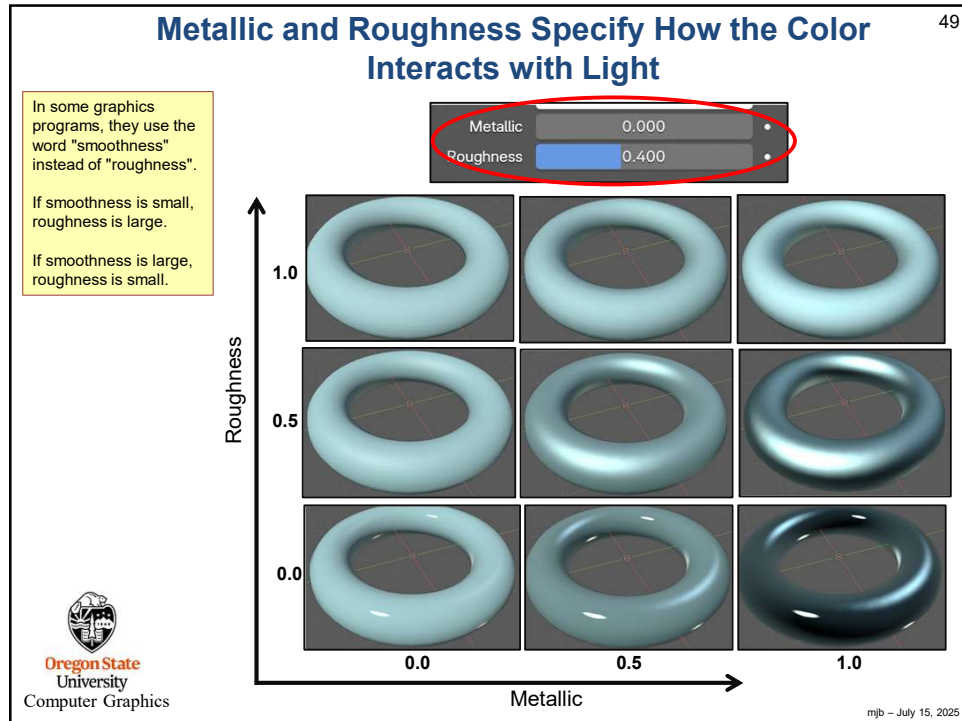 Metallic and Roughness Specify How the Color
Interacts with Light
49
In some graphics
programs, they use the
word "smoothness"
instead of "roughness".
If smoothness is small,
roughness is large.
If smoothness is large,
roughness is small.
Metallic 0.000
Roughness 0.400
Roughness
1.0
0.5
0.0
0.0 0.5 1.0
Metallic
Oregon State
University
Computer Graphics
mjb – July 15, 2025